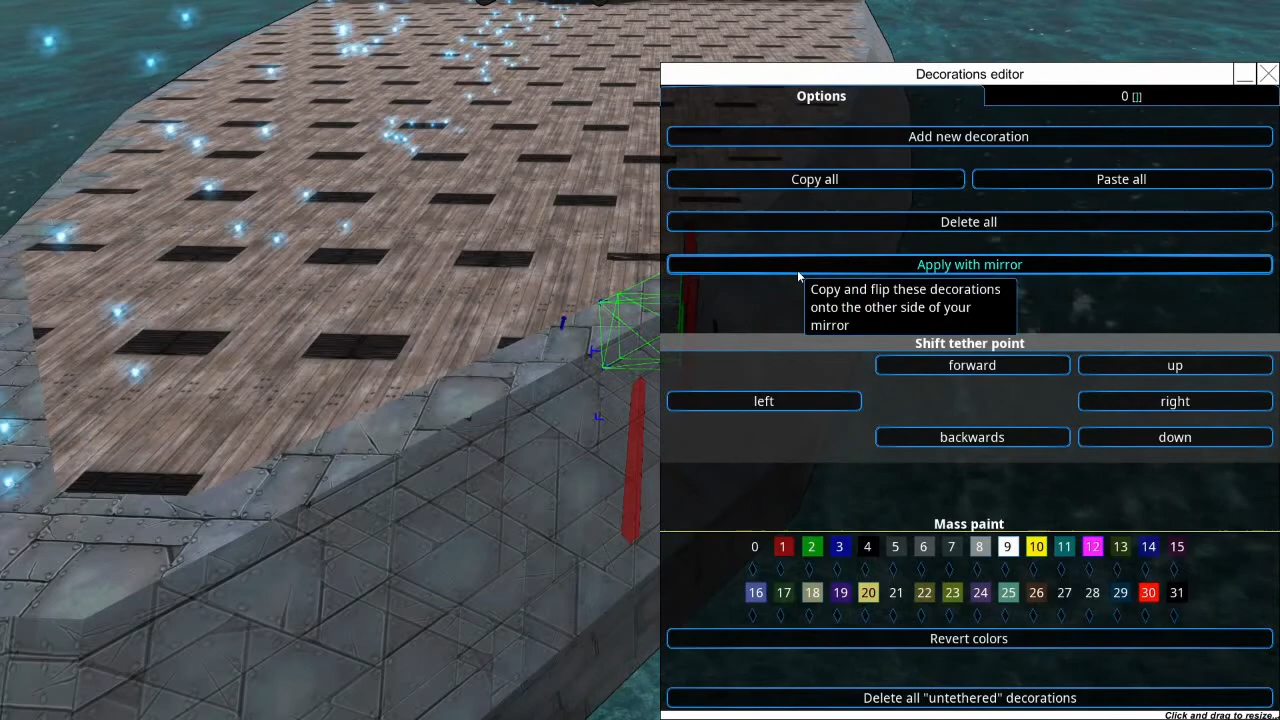 Decorations editor
Options
0 []
Add new decoration
Copy all
Paste all
Delete all
Apply with mirror
Copy and flip these decorations
onto the other side of your
mirror
Shift tether point
forward
up
left
right
backwards
down
Mass paint
0 1 2 3 4 5 6 7 8 9 10 11 12 13 14 15
16 17 18 19 20 21 22 23 24 25 26 27 28 29 30 31
Revert colors
Delete all "untethered" decorations
Click and drag to resize